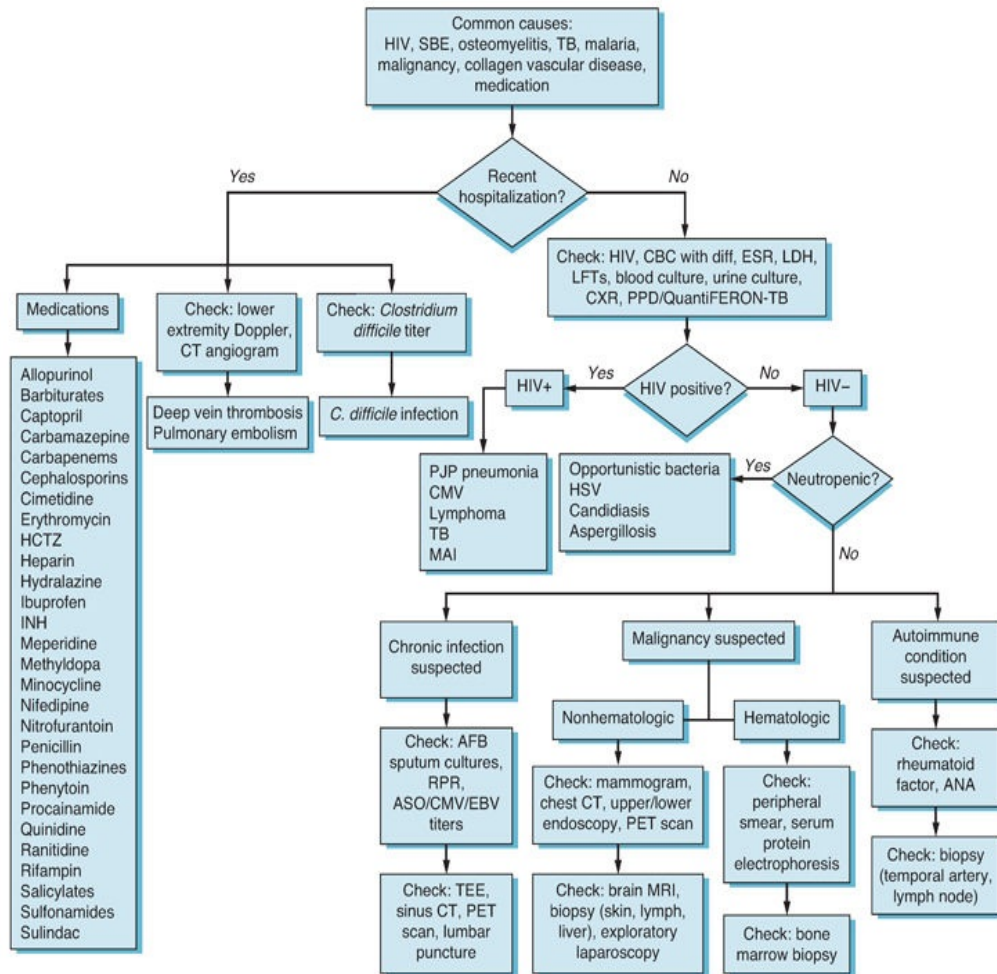 Common causes:
HIV, SBE, osteomyelitis, TB, malaria,
malignancy, collagen vascular disease,
medication
Recent
hospitalization?
Yes
No
Medications
Check: lower
extremity Doppler,
CT angiogram
Check: Clostridium
difficile titer
Check: HIV, CBC with diff, ESR, LDH,
LFTs, blood culture, urine culture,
CXR, PPD/QuantiFERON-TB
Allopurinol
Barbiturates
Captopril
Carbamazepine
Carbapenems
Cephalosporins
Cimetidine
Erythromycin
HCTZ
Heparin
Hydralazine
Ibuprofen
INH
Meperidine
Methyldopa
Minocycline
Nifedipine
Nitrofurantoin
Penicillin
Phenothiazines
Phenytoin
Procainamide
Quinidine
Ranitidine
Rifampin
Salicylates
Sulfonamides
Sulindac
Deep vein thrombosis
Pulmonary embolism
C. difficile infection
HIV positive?
Yes
No
HIV+
HIV–
PJP pneumonia
CMV
Lymphoma
TB
MAI
Neutropenic?
Yes
No
Opportunistic bacteria
HSV
Candidiasis
Aspergillosis
Chronic infection
suspected
Malignancy suspected
Autoimmune
condition
suspected
Nonhematologic
Hematologic
Check: AFB
sputum cultures,
RPR,
ASO/CMV/EBV
titers
Check: mammogram,
chest CT, upper/lower
endoscopy, PET scan
Check:
peripheral
smear, serum
protein
electrophoresis
Check:
rheumatoid
factor, ANA
Check: TEE,
sinus CT, PET
scan, lumbar
puncture
Check: brain MRI,
biopsy (skin, lymph,
liver), exploratory
laparoscopy
Check: bone
marrow biopsy
Check: biopsy
(temporal artery,
lymph node)